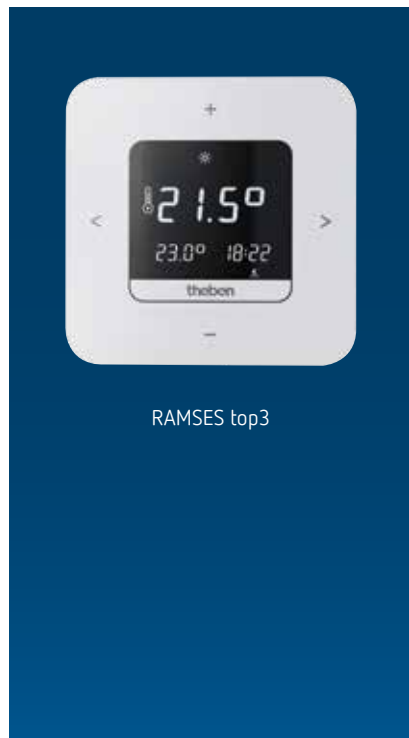 +
21.5°
< >
23.0° 18:22
theben
−
RAMSES top3